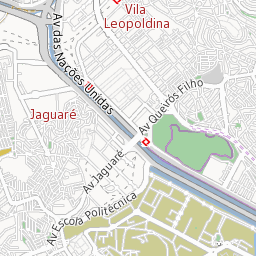 Vila
Leopoldina
Av das Nações Unidas
Av Queirós Filho
Jaguaré
Av Jaguaré
Av Escola Politécnica